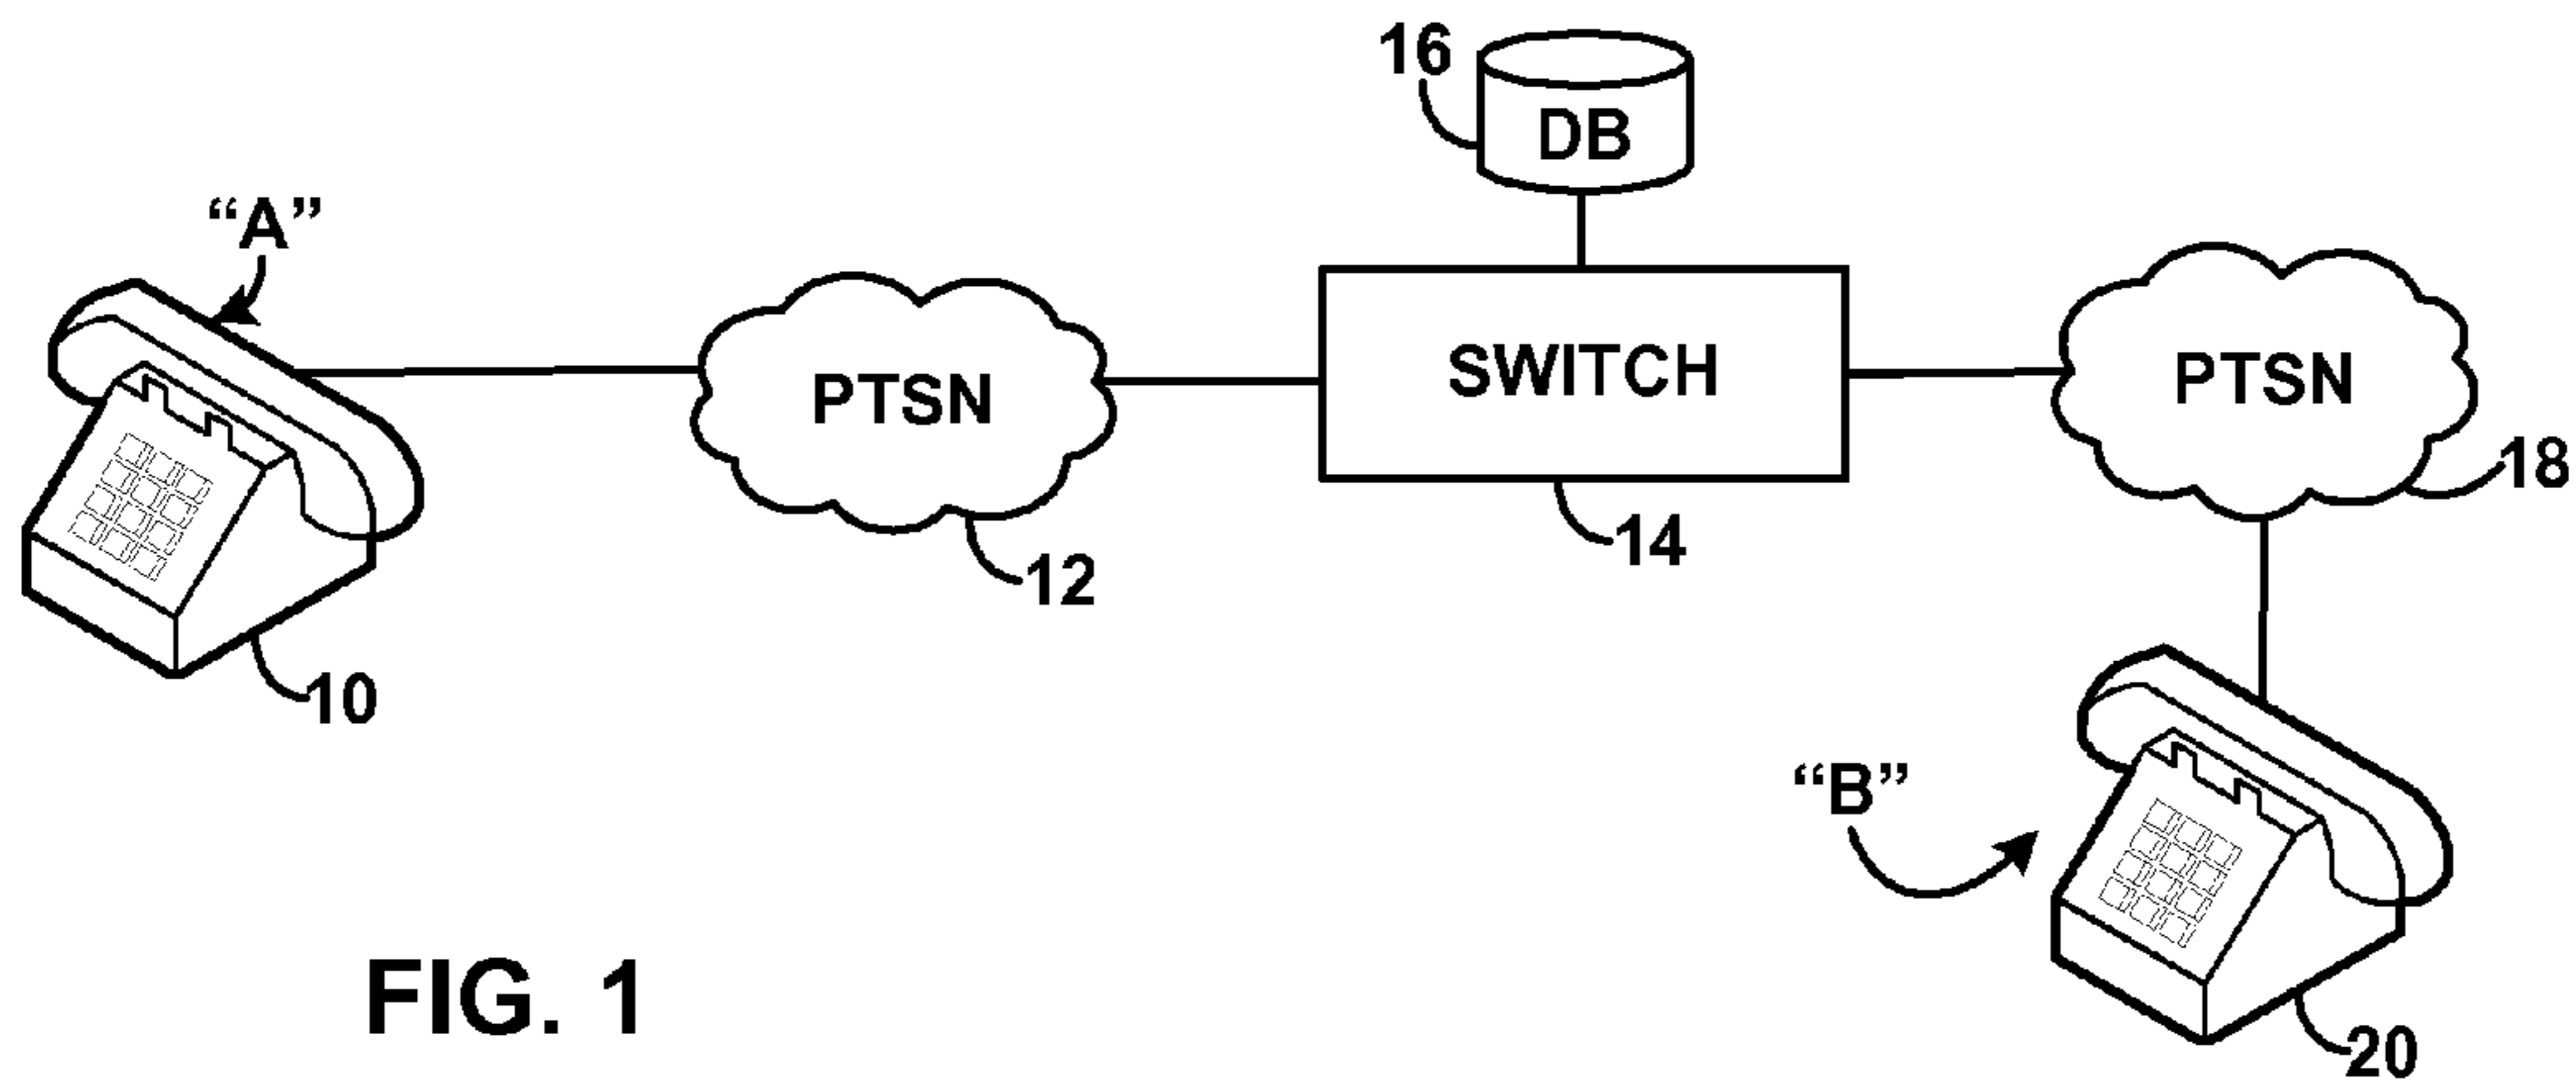 16
DB
“A”
PTSN
SWITCH
PTSN
18
14
12
10
“B”
FIG. 1
20